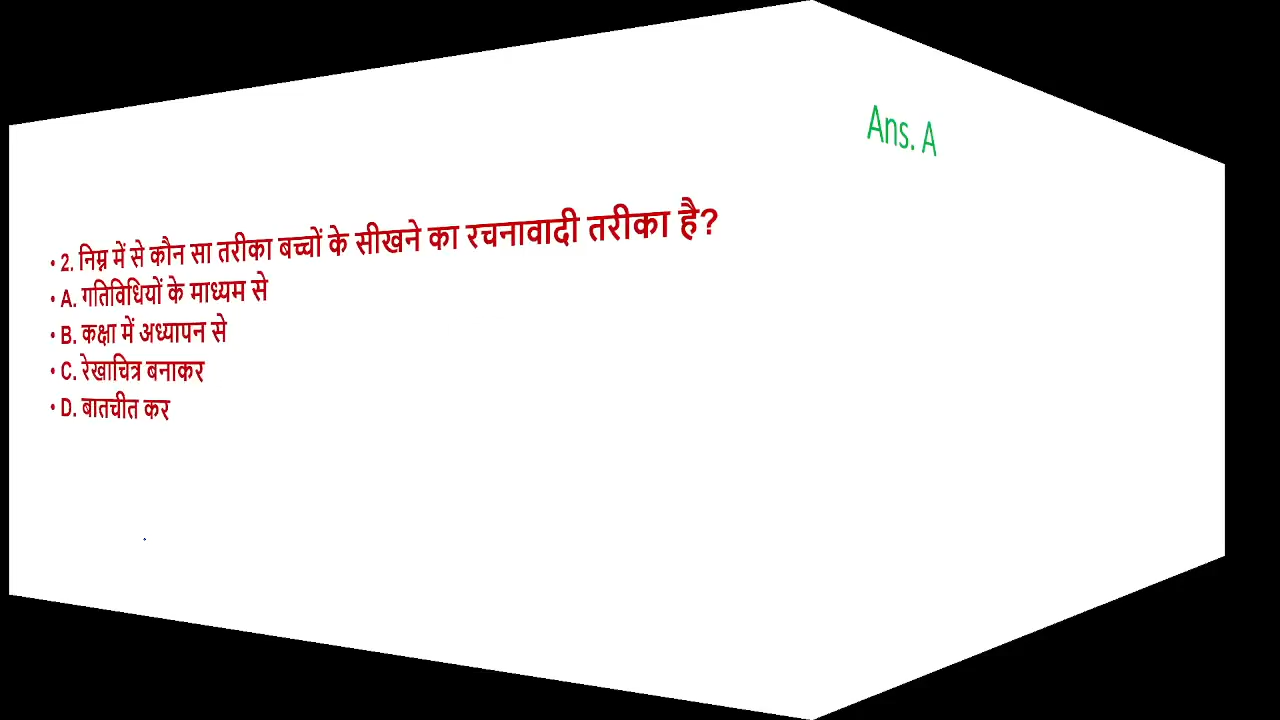 Ans. A
• 2. निम्न में से कौन सा तरीका बच्चों के सीखने का रचनावादी तरीका है?
• A. गतिविधियों के माध्यम से
• B. कक्षा में अध्यापन से
• C. रेखाचित्र बनाकर
• D. बातचीत कर